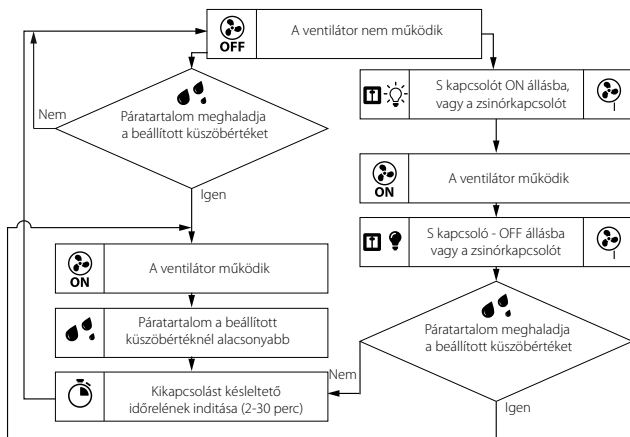 OFF
A ventilátor nem működik
Nem
Páratartalom meghaladja
a beállított küszöbértéket
Igen
S kapcsolót ON állásba,
vagy a zsinórkapcsolót
ON
A ventilátor működik
S kapcsoló - OFF állásba
vagy a zsinórkapcsolót
ON
A ventilátor működik
Páratartalom a beállított
küszöbértéknél alacsonyabb
Kikapcsolást késleltető
időrelének inditása (2-30 perc)
Páratartalom meghaladja
a beállított küszöbértéket
Nem
Igen